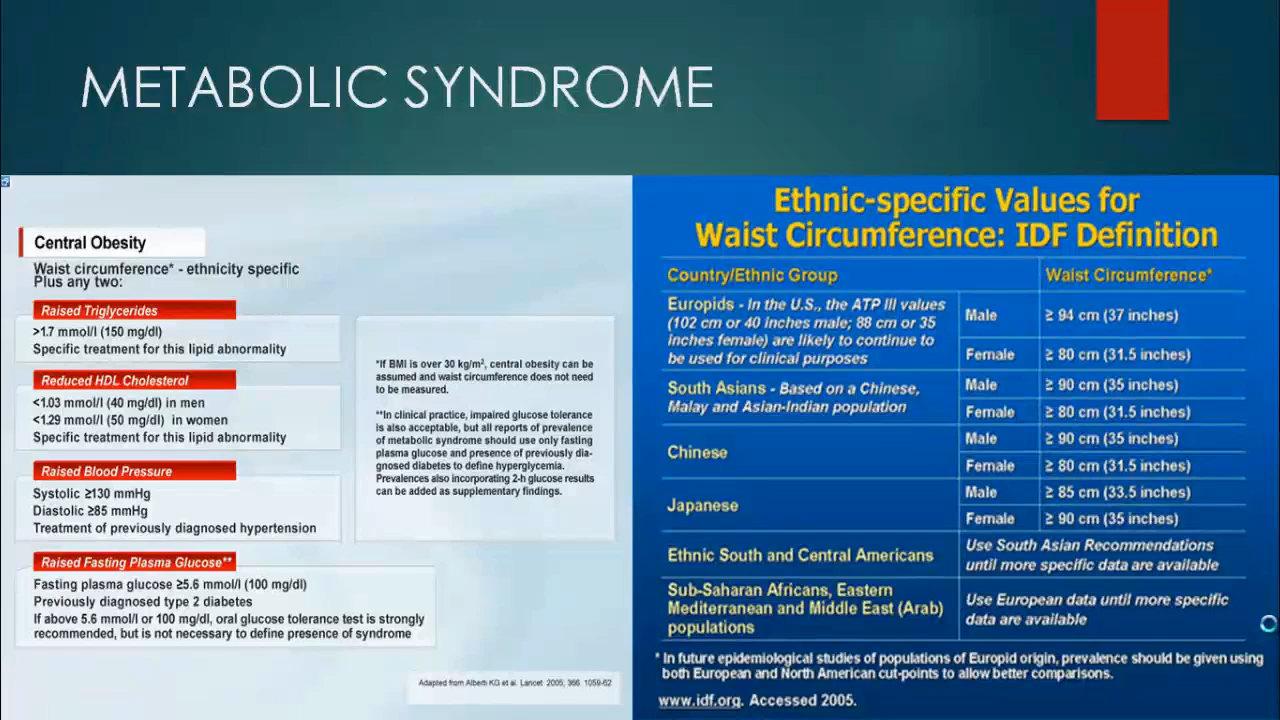 METABOLIC SYNDROME
Central Obesity
Waist circumference* - ethnicity specific
Plus any two:
Raised Triglycerides
>1.7 mmol/l (150 mg/dl)
Specific treatment for this lipid abnormality
Reduced HDL Cholesterol
<1.03 mmol/l (40 mg/dl) in men
<1.29 mmol/l (50 mg/dl) in women
Specific treatment for this lipid abnormality
Raised Blood Pressure
Systolic ≥130 mmHg
Diastolic ≥85 mmHg
Treatment of previously diagnosed hypertension
Raised Fasting Plasma Glucose**
Fasting plasma glucose ≥5.6 mmol/l (100 mg/dl)
Previously diagnosed type 2 diabetes
If above 5.6 mmol/l or 100 mg/dl, oral glucose tolerance test is strongly
recommended, but is not necessary to define presence of syndrome
*If BMI is over 30 kg/m², central obesity can be
assumed and waist circumference does not need
to be measured.
**In clinical practice, impaired glucose tolerance
is also acceptable, but all reports of prevalence
of metabolic syndrome should use only fasting
plasma glucose and presence of previously dia-
gnosed diabetes to define hyperglycemia.
Prevalences also incorporating 2-h glucose results
can be added as supplementary findings.
Adapted from Alberti KG et al. Lancet 2005; 366 1059-62
Ethnic-specific Values for
Waist Circumference: IDF Definition
Country/Ethnic Group Waist Circumference*
Europids - In the U.S., the ATP III values
(102 cm or 40 inches male; 88 cm or 35
inches female) are likely to continue to
be used for clinical purposes
Male ≥ 94 cm (37 inches)
Female ≥ 80 cm (31.5 inches)
South Asians - Based on a Chinese,
Malay and Asian-Indian population
Male ≥ 90 cm (35 inches)
Female ≥ 80 cm (31.5 inches)
Chinese
Male ≥ 90 cm (35 inches)
Female ≥ 80 cm (31.5 inches)
Japanese
Male ≥ 85 cm (33.5 inches)
Female ≥ 90 cm (35 inches)
Ethnic South and Central Americans
Use South Asian Recommendations
until more specific data are available
Sub-Saharan Africans, Eastern
Mediterranean and Middle East (Arab)
populations
Use European data until more specific
data are available
* In future epidemiological studies of populations of Europid origin, prevalence should be given using
both European and North American cut-points to allow better comparisons.
www.idf.org. Accessed 2005.